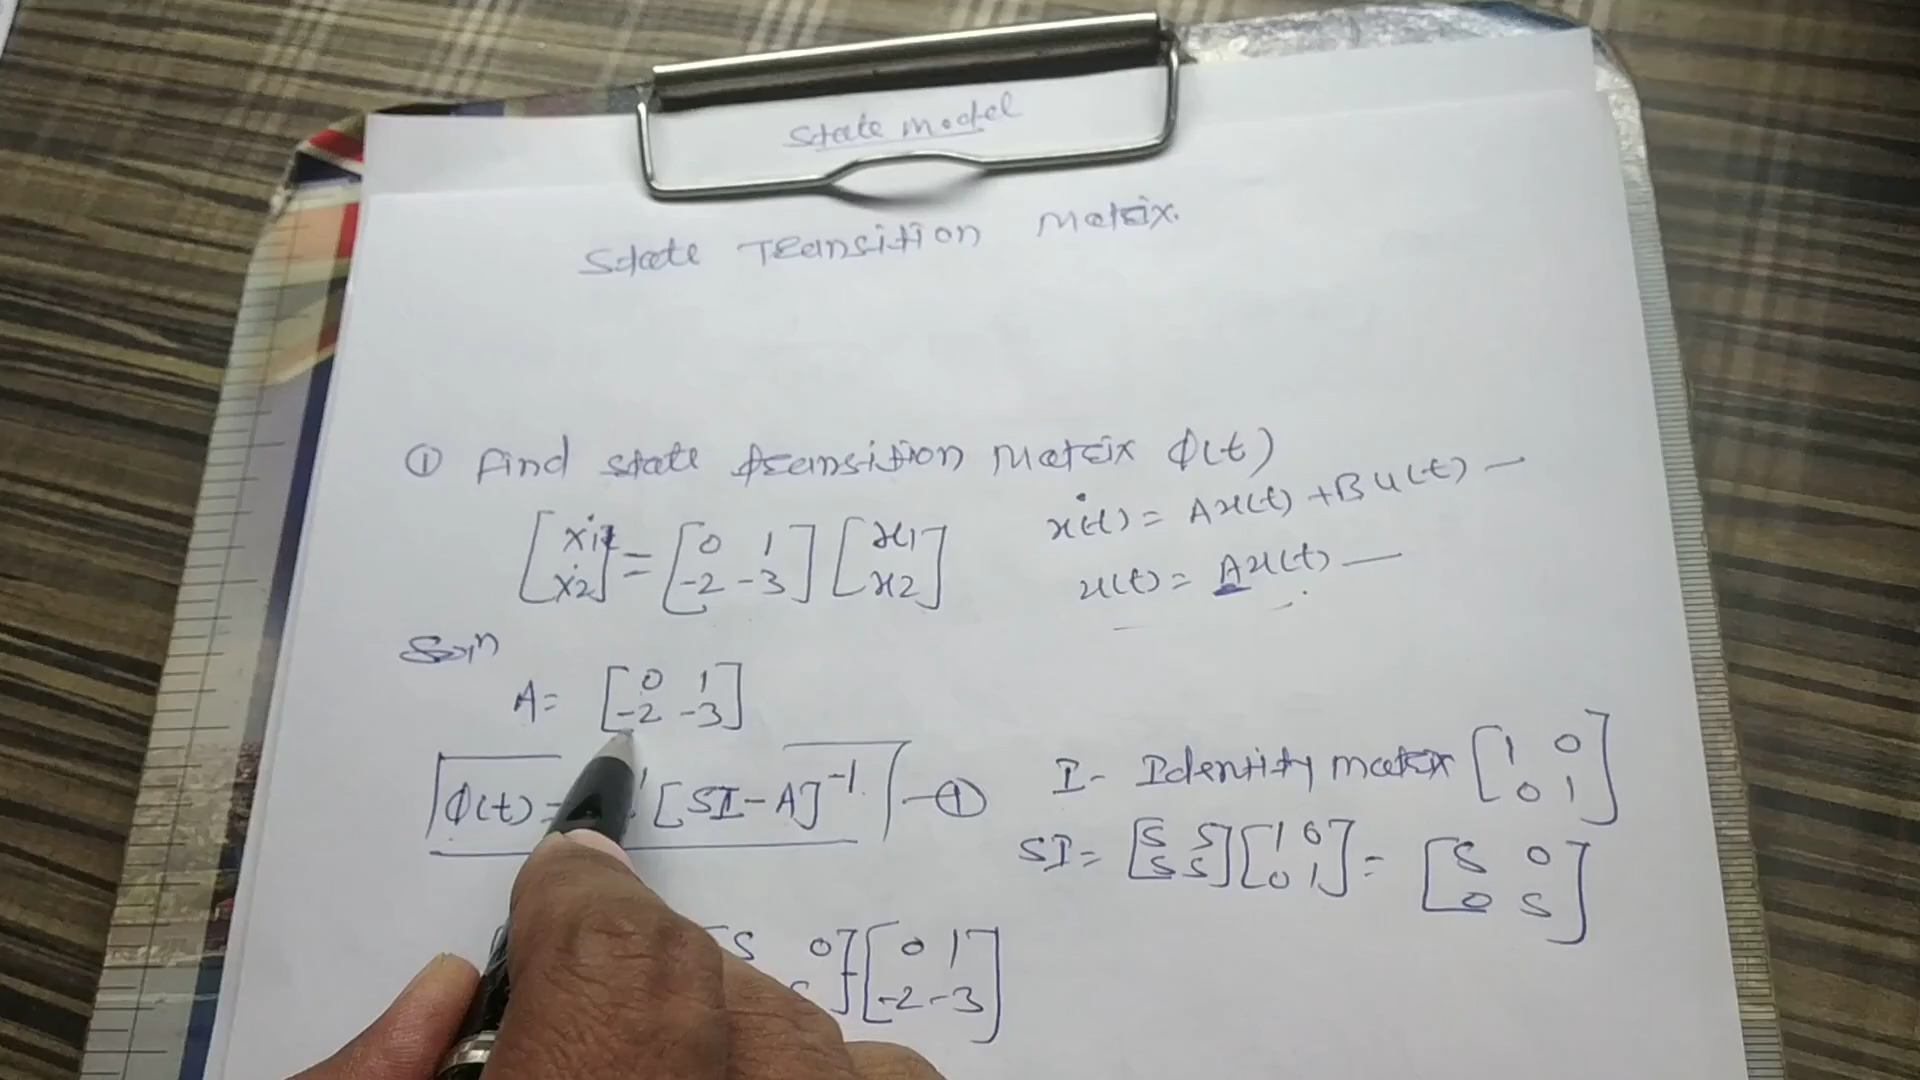 State model
State Transition Matrix.
① Find state transition matrix ϕ(t)
[ẋ1 ẋ2] = [0 1 -2 -3] [x1 x2]
ẋ(t) = Ax(t) + B u(t) —
x(t) = Ax(t) —
Soln
A = [0 1 -2 -3]
ϕ(t) = [SI - A]⁻¹ — ①
I - Identity matrix [1 0 0 1]
SI = [S S S S] [1 0 0 1] = [S 0 0 S]
S 0] - [0 1 -2 -3]